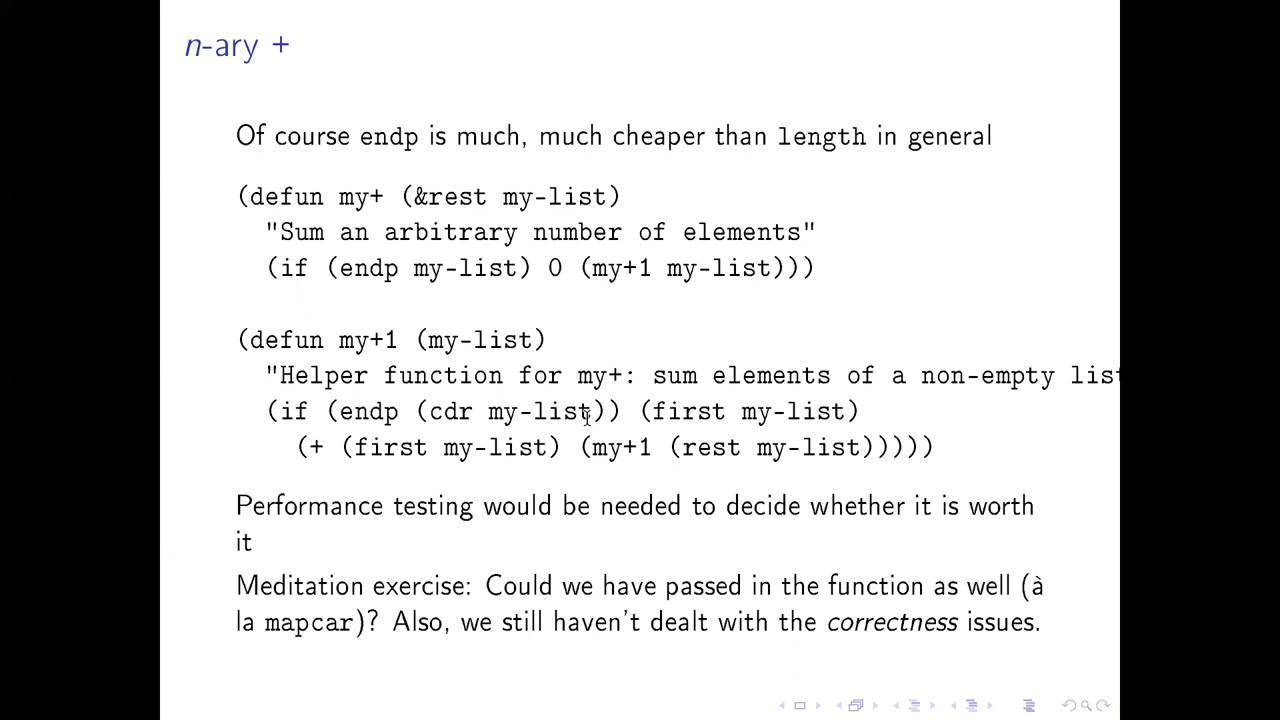 n-ary +
Of course endp is much, much cheaper than length in general
(defun my+ (&rest my-list)
"Sum an arbitrary number of elements"
(if (endp my-list) 0 (my+1 my-list)))
(defun my+1 (my-list)
"Helper function for my+: sum elements of a non-empty list
(if (endp (cdr my-list)) (first my-list)
(+ (first my-list) (my+1 (rest my-list)))))
Performance testing would be needed to decide whether it is worth
it
Meditation exercise: Could we have passed in the function as well (à
la mapcar)? Also, we still haven't dealt with the correctness issues.